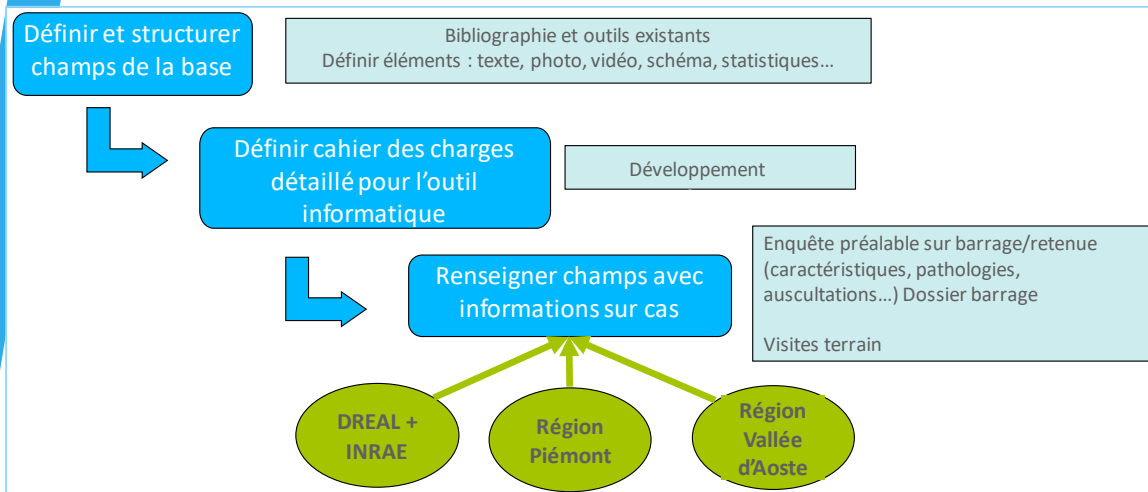 Définir et structurer
champs de la base
Bibliographie et outils existants
Définir éléments : texte, photo, vidéo, schéma, statistiques...
Définir cahier des charges
détaillé pour l'outil
informatique
Développement
Renseigner champs avec
informations sur cas
Enquête préalable sur barrage/retenue
(caractéristiques, pathologies,
auscultations...) Dossier barrage
Visites terrain
DREAL +
INRAE
Région
Piémont
Région
Vallée
d'Aoste